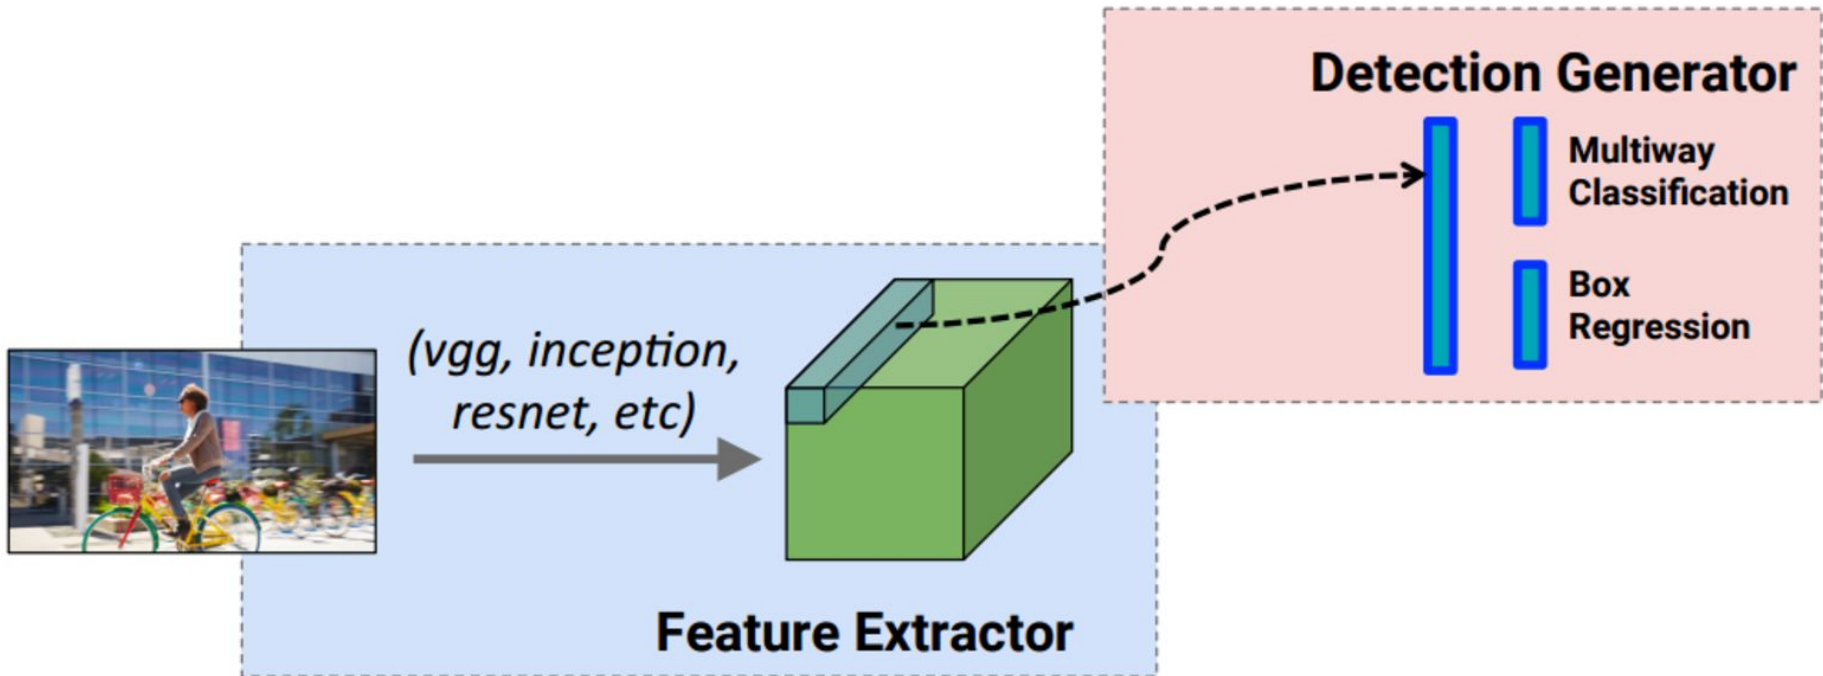 Detection Generator
Multiway
Classification
Box
Regression
(vgg, inception,
resnet, etc)
Feature Extractor